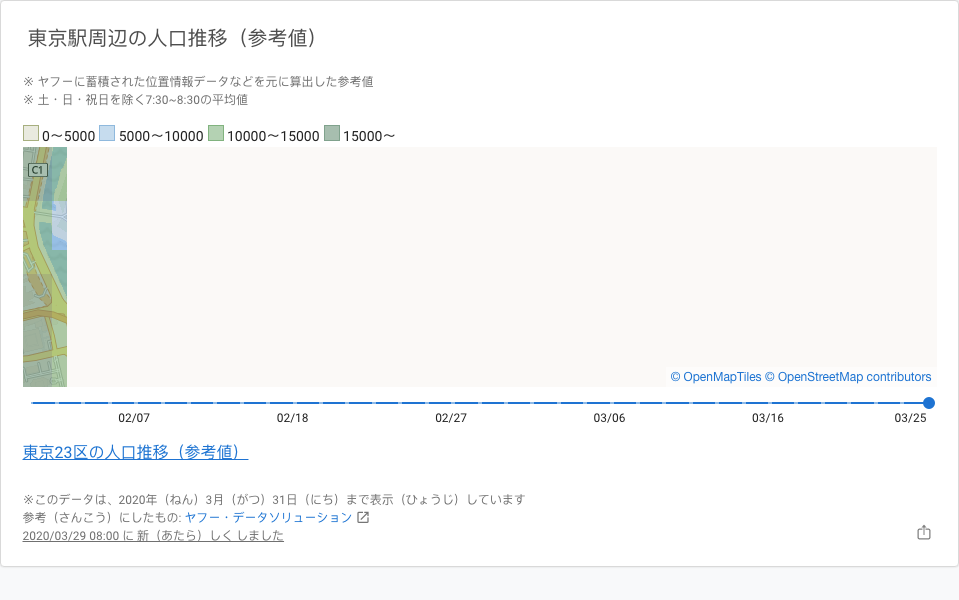 東京駅周辺の人口推移（参考値）
※ ヤフーに蓄積された位置情報データなどを元に算出した参考値
※ 土・日・祝日を除く7:30~8:30の平均値
0〜5000 5000〜10000 10000〜15000 15000〜
C1
© OpenMapTiles © OpenStreetMap contributors
02/07 02/18 02/27 03/06 03/16 03/25
東京23区の人口推移（参考値）
※このデータは、2020年（ねん）3月（がつ）31日（にち）まで表示（ひょうじ）しています
参考（さんこう）にしたもの: ヤフー・データソリューション
2020/03/29 08:00 に 新（あたら）しく しました